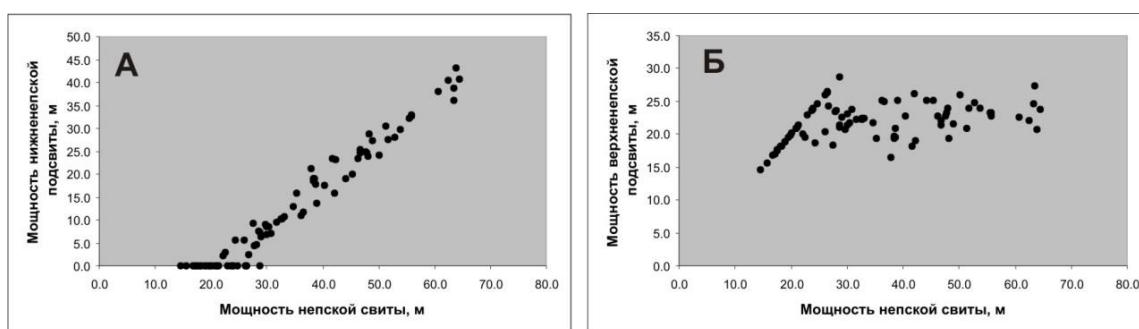 А
Мощность нижненепской
подсвиты, м
50.0
45.0
40.0
35.0
30.0
25.0
20.0
15.0
10.0
5.0
0.0
0.0 10.0 20.0 30.0 40.0 50.0 60.0 70.0 80.0
Мощность непской свиты, м
Б
Мощность верхненепской
подсвиты, м
35.0
30.0
25.0
20.0
15.0
10.0
5.0
0.0
0.0 10.0 20.0 30.0 40.0 50.0 60.0 70.0 80.0
Мощность непской свиты, м